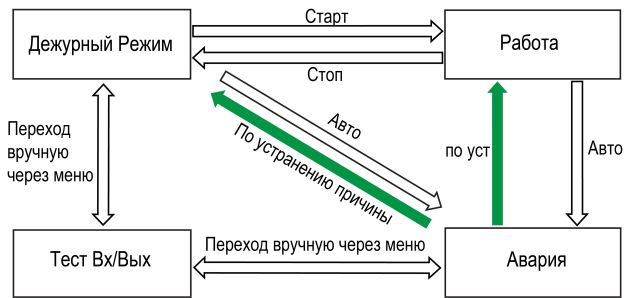 Старт
Дежурный Режим
Работа
Стоп
Авто
Переход
вручную
через меню
По устранению причины
по уст
Авто
Переход вручную через меню
Тест Вх/Вых
Авария